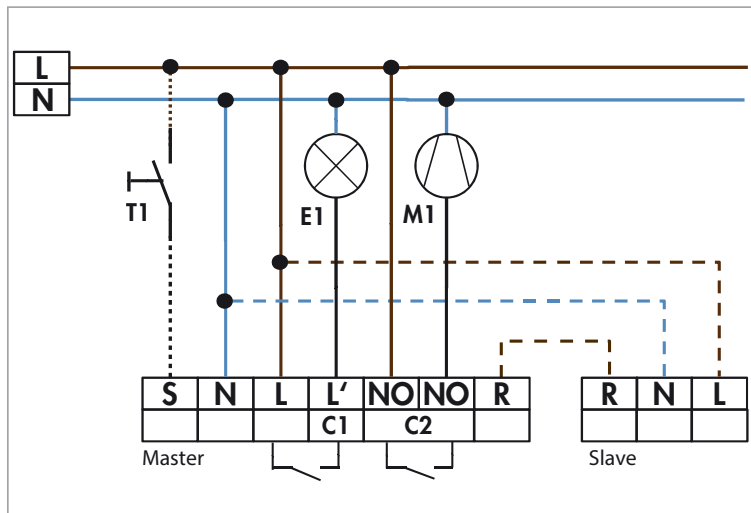 L
N
T1
E1
M1
S N L L′ NO NO R
R N L
C1 C2
Master
Slave